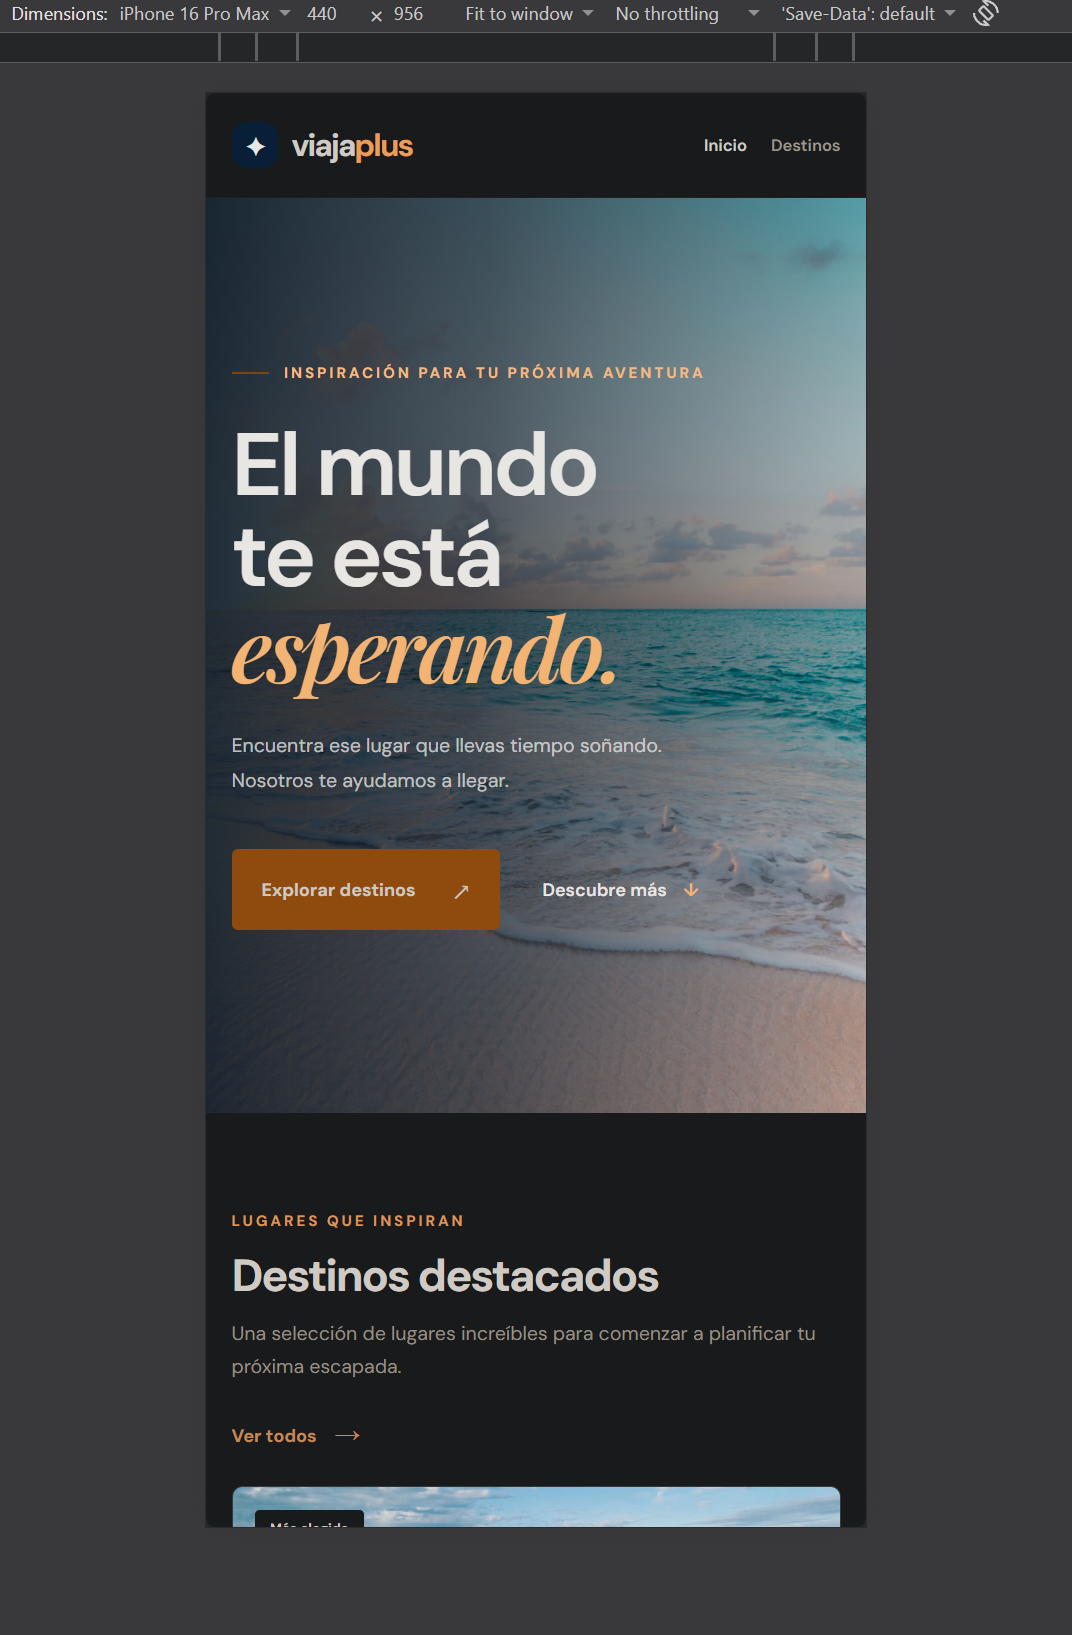 Dimensions: iPhone 16 Pro Max 440 × 956 Fit to window No throttling 'Save-Data': default
viajaplus
Inicio Destinos
INSPIRACIÓN PARA TU PRÓXIMA AVENTURA
El mundo
te está
esperando.
Encuentra ese lugar que llevas tiempo soñando.
Nosotros te ayudamos a llegar.
Explorar destinos ↗ Descubre más ↓
LUGARES QUE INSPIRAN
Destinos destacados
Una selección de lugares increíbles para comenzar a planificar tu
próxima escapada.
Ver todos →
Más elegido